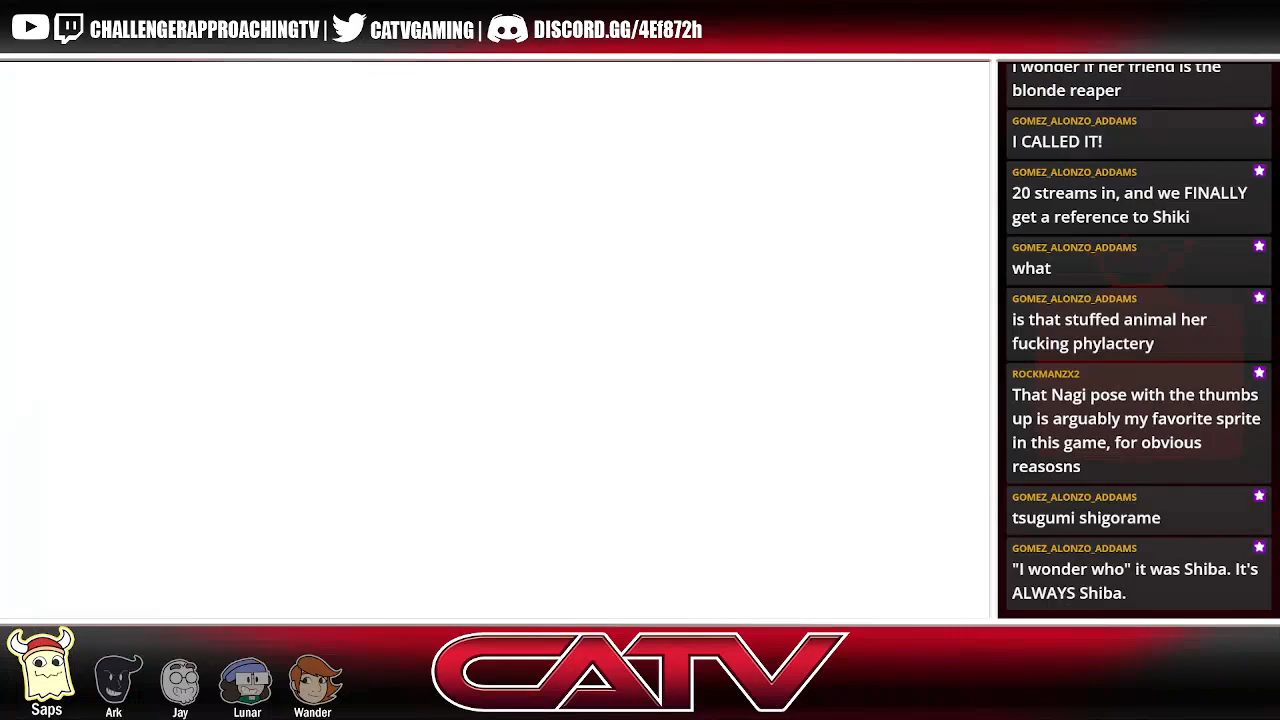 CHALLENGERAPPROACHINGTV | CATVGAMING | DISCORD.GG/4Ef872h
I wonder if her friend is the
blonde reaper
GOMEZ_ALONZO_ADDAMS
I CALLED IT!
GOMEZ_ALONZO_ADDAMS
20 streams in, and we FINALLY
get a reference to Shiki
GOMEZ_ALONZO_ADDAMS
what
GOMEZ_ALONZO_ADDAMS
is that stuffed animal her
fucking phylactery
ROCKMANZX2
That Nagi pose with the thumbs
up is arguably my favorite sprite
in this game, for obvious
reasosns
GOMEZ_ALONZO_ADDAMS
tsugumi shigorame
GOMEZ_ALONZO_ADDAMS
"I wonder who" it was Shiba. It's
ALWAYS Shiba.
CATV
Saps Ark Jay Lunar Wander